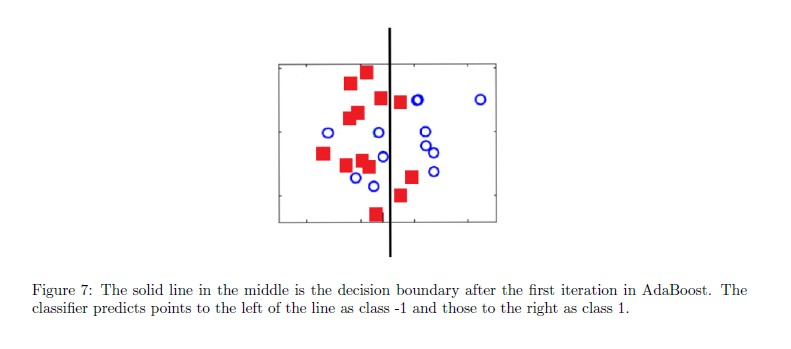 Figure 7: The solid line in the middle is the decision boundary after the first iteration in AdaBoost. The
classifier predicts points to the left of the line as class -1 and those to the right as class 1.